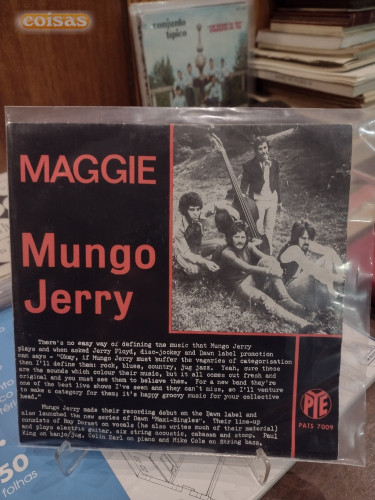 coisas
conjunto
típico
MAGGIE
Mungo
Jerry
There's no easy way of defining the music that Mungo Jerry
plays and when asked Jerry Floyd, disc-jockey and Dawn label promotion
man says - "Okay, if Mungo Jerry must suffer the vagaries of categorisation
then I'll define them: rock, blues, country, jug jazz. Yeah, sure these
are the sounds which colour their music, but it all comes out fresh and
original and you must see them to believe them. For a new band they're
one of the best live shows I've seen and they can't miss, so I'll venture
to make a category for them; it's happy groovy music for your collective
head."
Mungo Jerry made their recording debut on the Dawn label and
also launched the new series of Dawn "Maxi-Singles". Their line-up
consists of Ray Dorset on vocals (he also writes much of their material)
and plays electric guitar, six string acoustic, cabassa and stomp. Paul
King on banjo/jug, Colin Earl on piano and Mike Cole on string bass.
PYE
PATS 7009
50
folhas